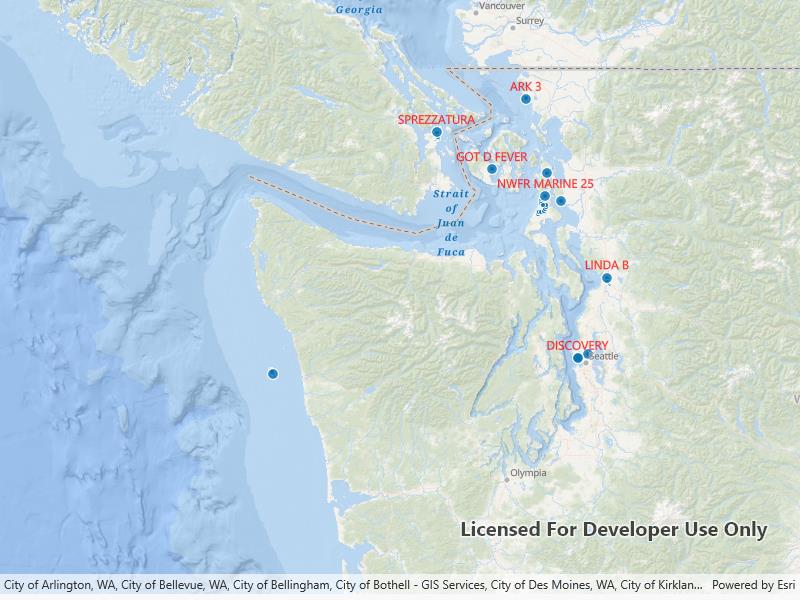 Georgia
Vancouver
Surrey
ARK 3
SPREZZATURA
GOT D FEVER
NWFR MARINE 25
Strait
of
Juan
de
Fuca
LINDA B
DISCOVERY
Seattle
Olympia
Licensed For Developer Use Only
City of Arlington, WA, City of Bellevue, WA, City of Bellingham, City of Bothell - GIS Services, City of Des Moines, WA, City of Kirklan... Powered by Esri